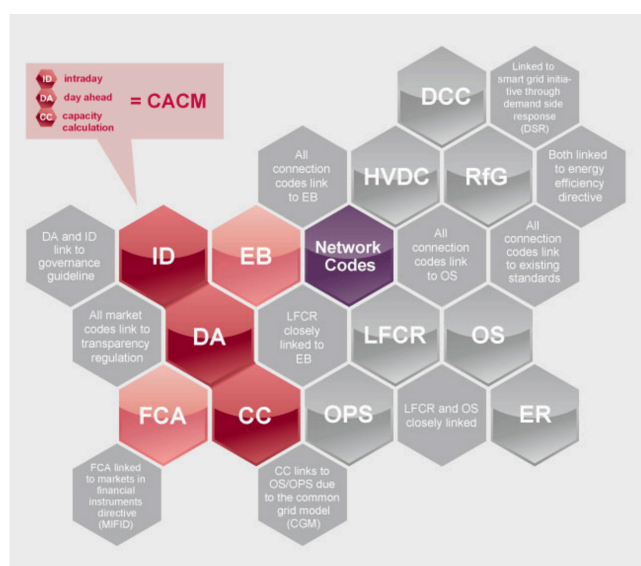 ID intraday
DA day ahead
CC capacity
calculation
= CACM
DCC
Linked to
smart grid initia-
tive through
demand side
response
(DSR)
All
connection
codes link
to EB
HVDC
RfG
Both linked
to energy
efficiency
directive
DA and ID
link to
governance
guideline
ID
EB
Network
Codes
All
connection
codes link
to OS
All
connection
codes link
to existing
standards
All market
codes link to
transparency
regulation
DA
LFCR
closely
linked to
EB
LFCR
OS
FCA
CC
OPS
LFCR and OS
closely linked
ER
FCA linked
to markets in
financial
instruments
directive
(MIFID)
CC links to
OS/OPS due
to the common
grid model
(CGM)